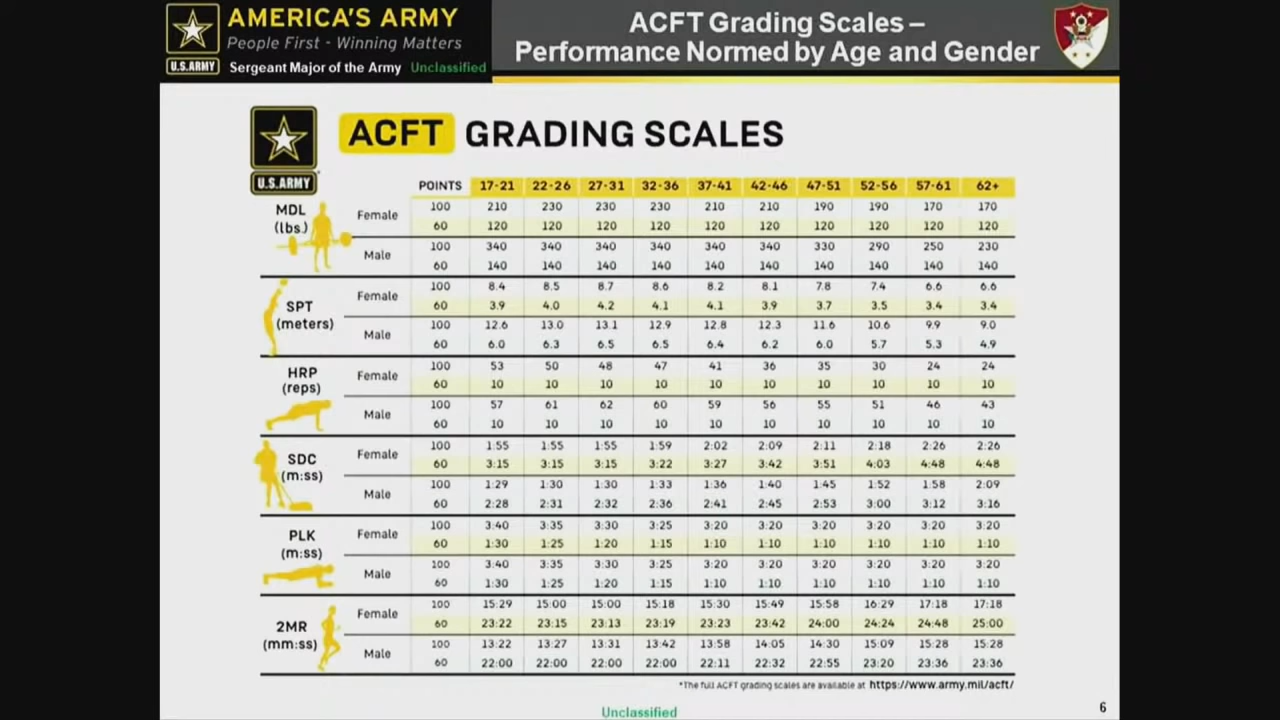 AMERICA'S ARMY
People First - Winning Matters
U.S.ARMY Sergeant Major of the Army Unclassified
ACFT Grading Scales –
Performance Normed by Age and Gender
U.S.ARMY
ACFT GRADING SCALES
POINTS 17-21 22-26 27-31 32-36 37-41 42-46 47-51 52-56 57-61 62+
MDL (lbs.)
Female 100 210 230 230 230 210 210 190 190 170 170
60 120 120 120 120 120 120 120 120 120 120
Male 100 340 340 340 340 340 340 330 290 250 230
60 140 140 140 140 140 140 140 140 140 140
SPT (meters)
Female 100 8.4 8.5 8.7 8.6 8.2 8.1 7.8 7.4 6.6 6.6
60 3.9 4.0 4.2 4.1 4.1 3.9 3.7 3.5 3.4 3.4
Male 100 12.6 13.0 13.1 12.9 12.8 12.3 11.6 10.6 9.9 9.0
60 6.0 6.3 6.5 6.5 6.4 6.2 6.0 5.7 5.3 4.9
HRP (reps)
Female 100 53 50 48 47 41 36 35 30 24 24
60 10 10 10 10 10 10 10 10 10 10
Male 100 57 61 62 60 59 56 55 51 46 43
60 10 10 10 10 10 10 10 10 10 10
SDC (m:ss)
Female 100 1:55 1:55 1:55 1:59 2:02 2:09 2:11 2:18 2:26 2:26
60 3:15 3:15 3:15 3:22 3:27 3:42 3:51 4:03 4:48 4:48
Male 100 1:29 1:30 1:30 1:33 1:36 1:40 1:45 1:52 1:58 2:09
60 2:28 2:31 2:32 2:36 2:41 2:45 2:53 3:00 3:12 3:16
PLK (m:ss)
Female 100 3:40 3:35 3:30 3:25 3:20 3:20 3:20 3:20 3:20 3:20
60 1:30 1:25 1:20 1:15 1:10 1:10 1:10 1:10 1:10 1:10
Male 100 3:40 3:35 3:30 3:25 3:20 3:20 3:20 3:20 3:20 3:20
60 1:30 1:25 1:20 1:15 1:10 1:10 1:10 1:10 1:10 1:10
2MR (mm:ss)
Female 100 15:29 15:00 15:00 15:18 15:30 15:49 15:58 16:29 17:18 17:18
60 23:22 23:15 23:13 23:19 23:23 23:42 24:00 24:24 24:48 25:00
Male 100 13:22 13:27 13:31 13:42 13:58 14:05 14:30 15:09 15:28 15:28
60 22:00 22:00 22:00 22:00 22:11 22:32 22:55 23:20 23:36 23:36
*The full ACFT grading scales are available at https://www.army.mil/acft/
Unclassified
6